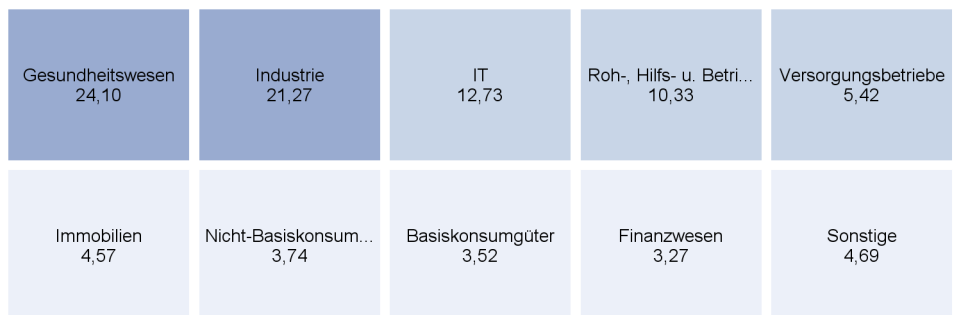 Gesundheitswesen
24,10
Industrie
21,27
IT
12,73
Roh-, Hilfs- u. Betri...
10,33
Versorgungsbetriebe
5,42
Immobilien
4,57
Nicht-Basiskonsum...
3,74
Basiskonsumgüter
3,52
Finanzwesen
3,27
Sonstige
4,69